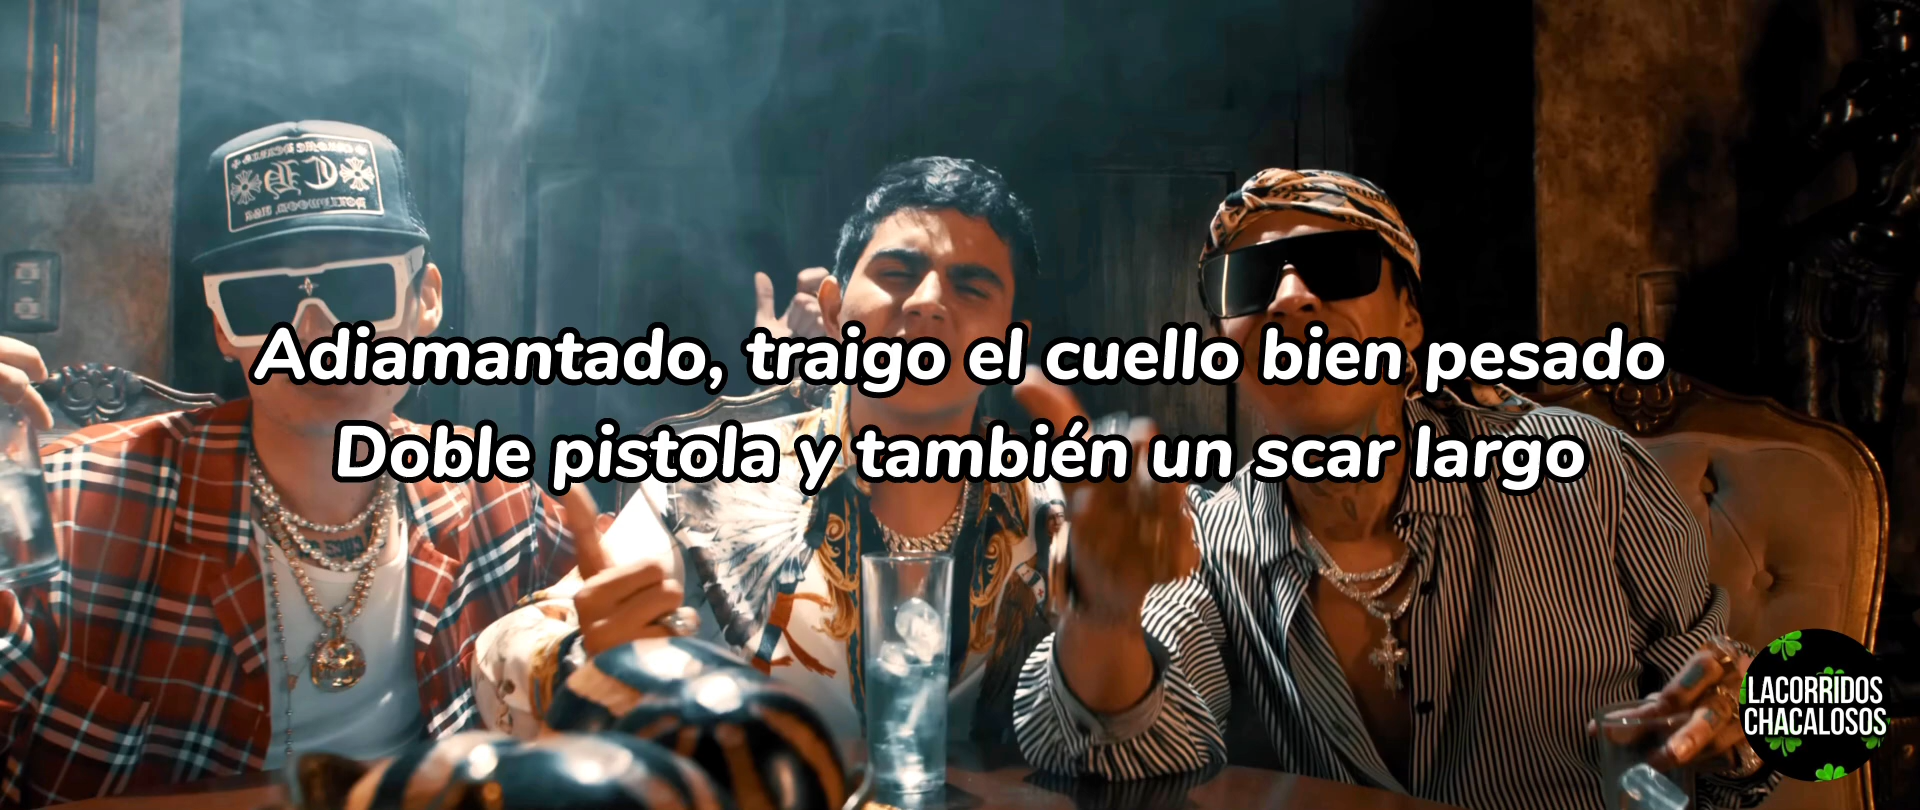 Adiamantado, traigo el cuello bien pesado
Doble pistola y también un scar largo
LACORRIDOS
CHACALOSOS